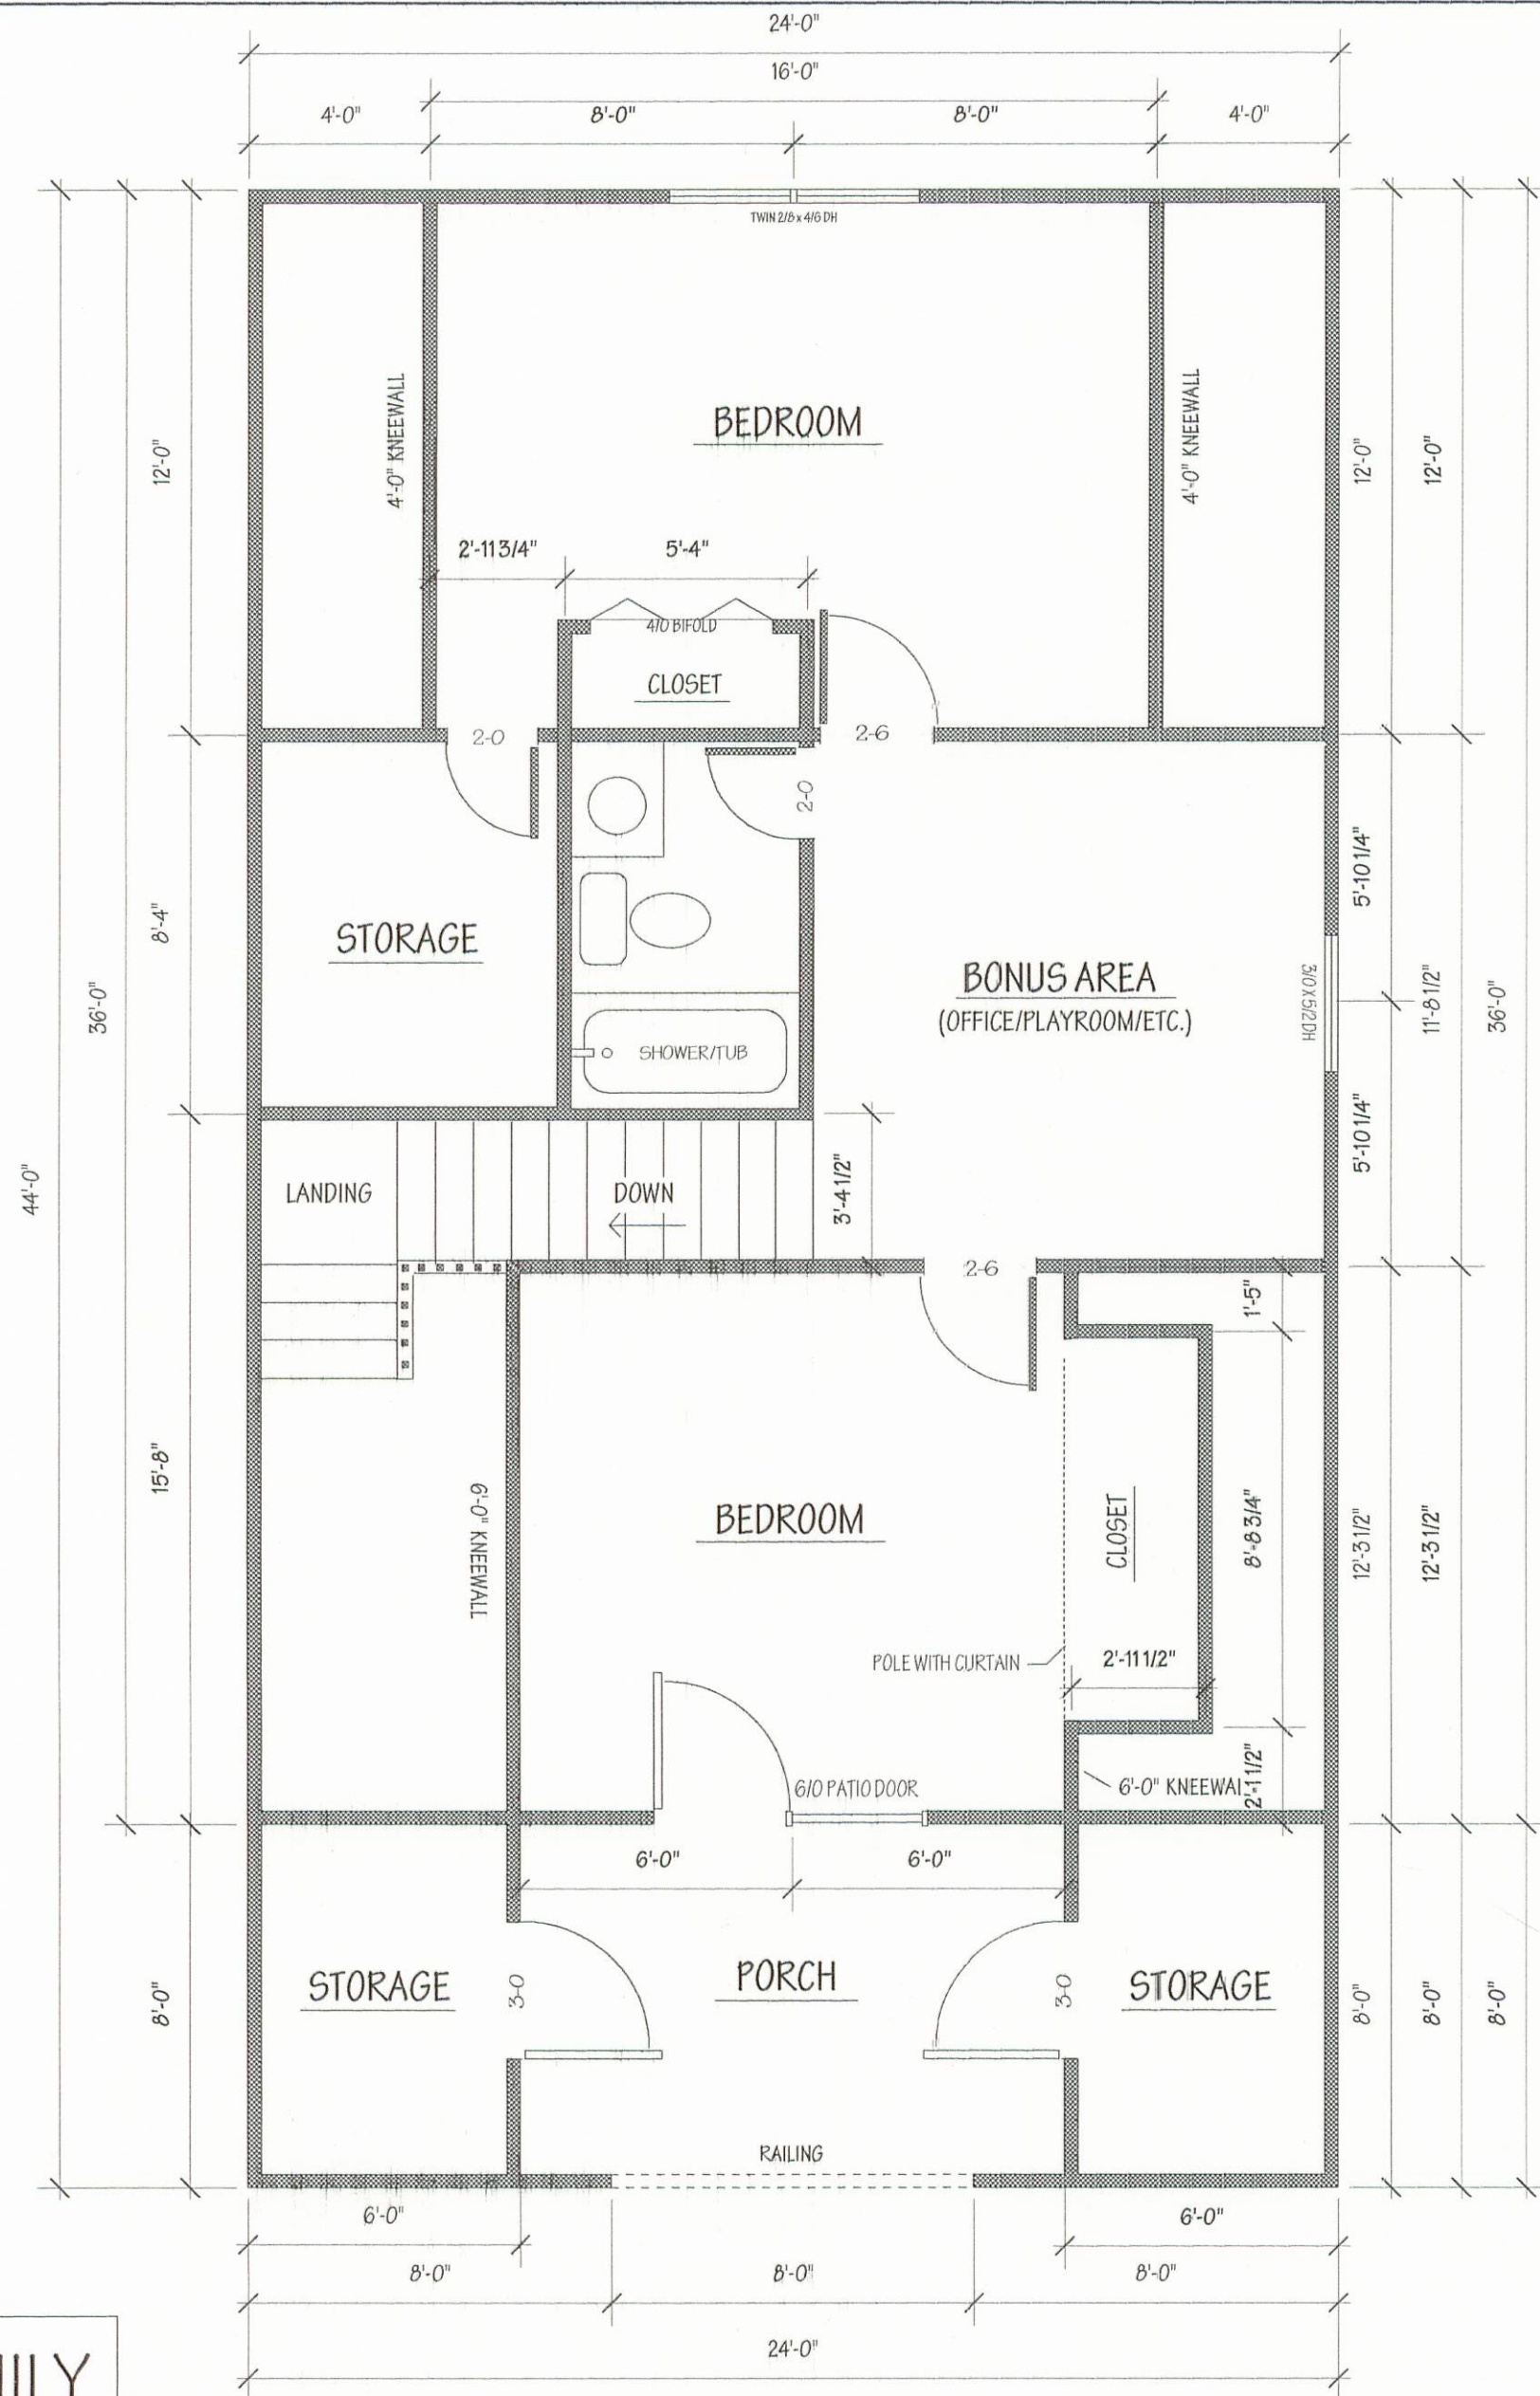 24'-0"
16'-0"
4'-0"
8'-0"
8'-0"
4'-0"
TWIN 2/8 x 4/6 DH
BEDROOM
4'-0" KNEEWALL
4'-0" KNEEWALL
12'-0"
12'-0"
12'-0"
2'-11 3/4"
5'-4"
4/0 BIFOLD
CLOSET
2-0
2-6
2-0
8'-4"
STORAGE
5'-10 1/4"
BONUS AREA
(OFFICE/PLAYROOM/ETC.)
3/0 X 5/2 DH
11'-8 1/2"
36'-0"
36'-0"
SHOWER/TUB
5'-10 1/4"
44'-0"
LANDING
DOWN
3'-4 1/2"
2-6
1'-5"
15'-8"
6'-0" KNEEWALL
BEDROOM
CLOSET
8'-8 3/4"
12'-3 1/2"
12'-3 1/2"
POLE WITH CURTAIN
2'-11 1/2"
6/0 PATIO DOOR
6'-0" KNEEWAL
2'-1 1/2"
6'-0"
6'-0"
8'-0"
STORAGE
3-0
PORCH
3-0
STORAGE
8'-0"
8'-0"
8'-0"
RAILING
6'-0"
6'-0"
8'-0"
8'-0"
8'-0"
24'-0"